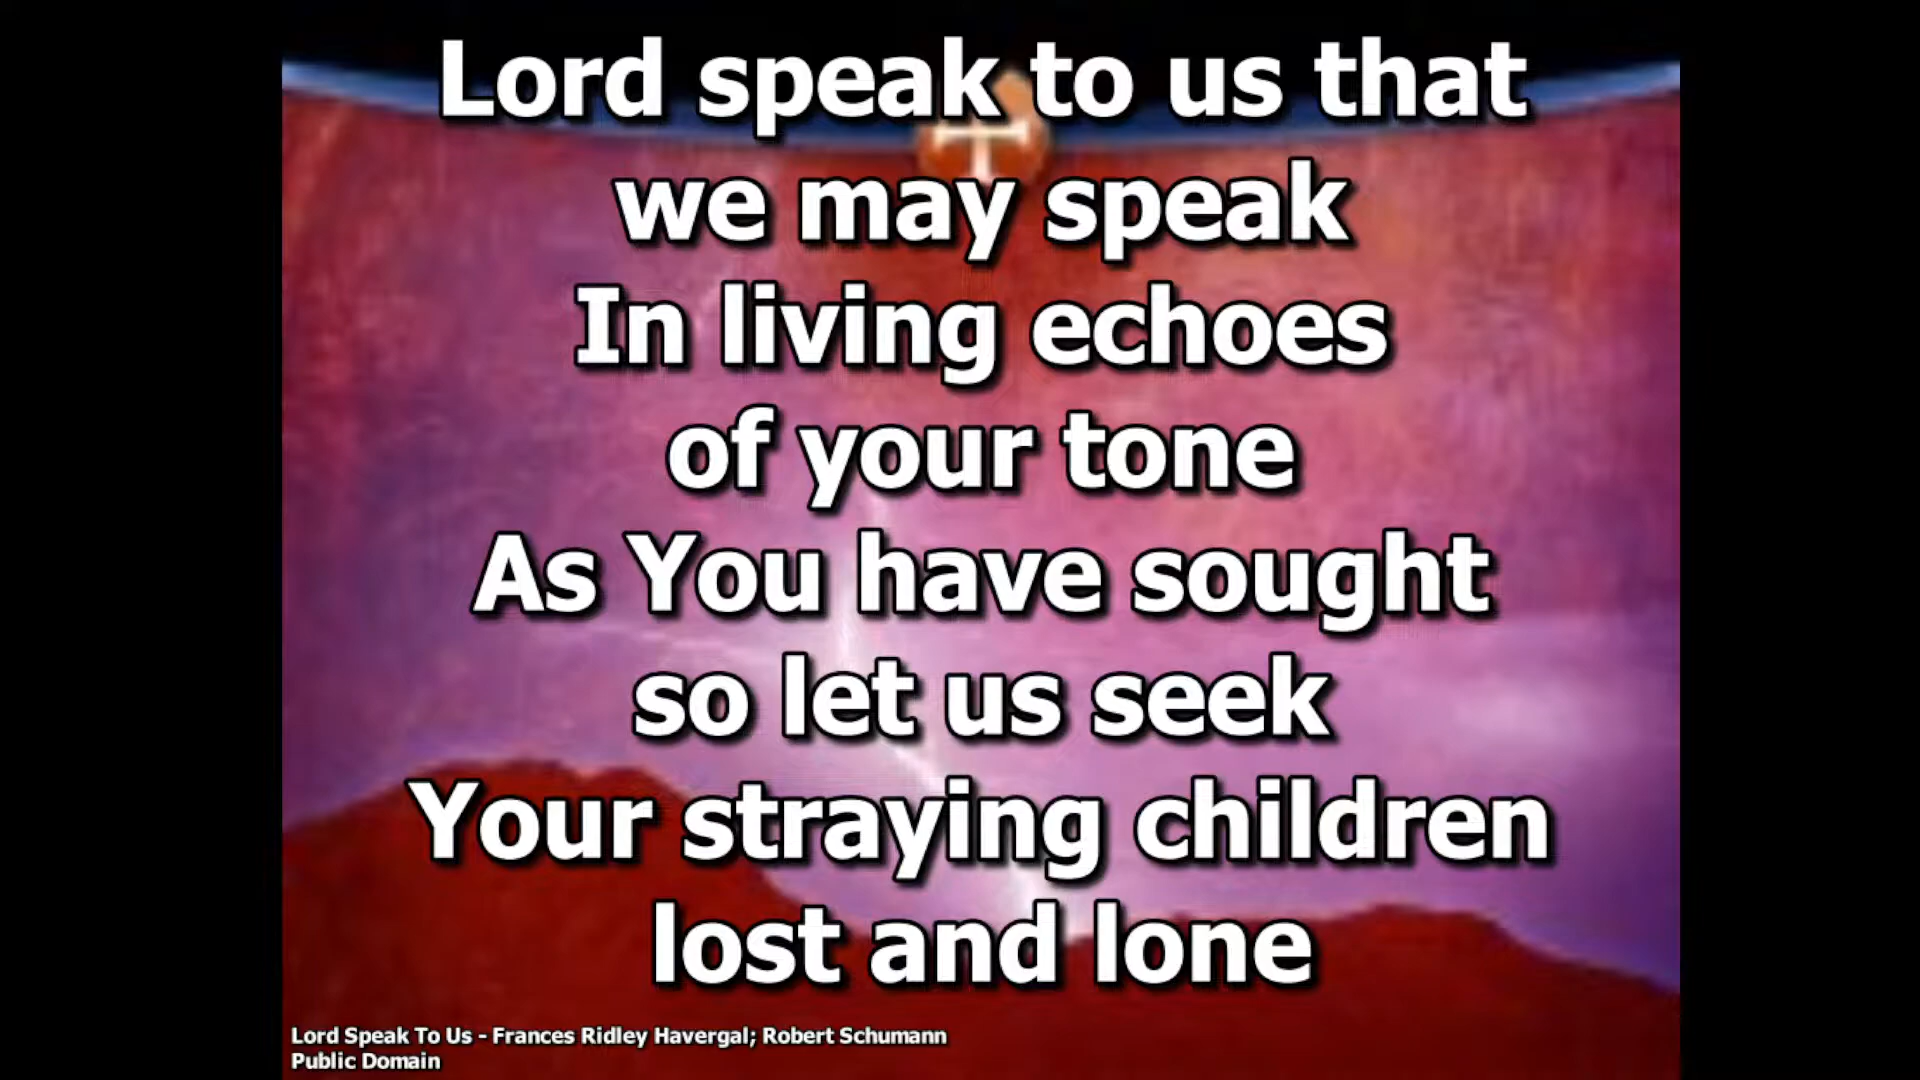 Lord speak to us that
we may speak
In living echoes
of your tone
As You have sought
so let us seek
Your straying children
lost and lone
Lord Speak To Us - Frances Ridley Havergal; Robert Schumann
Public Domain